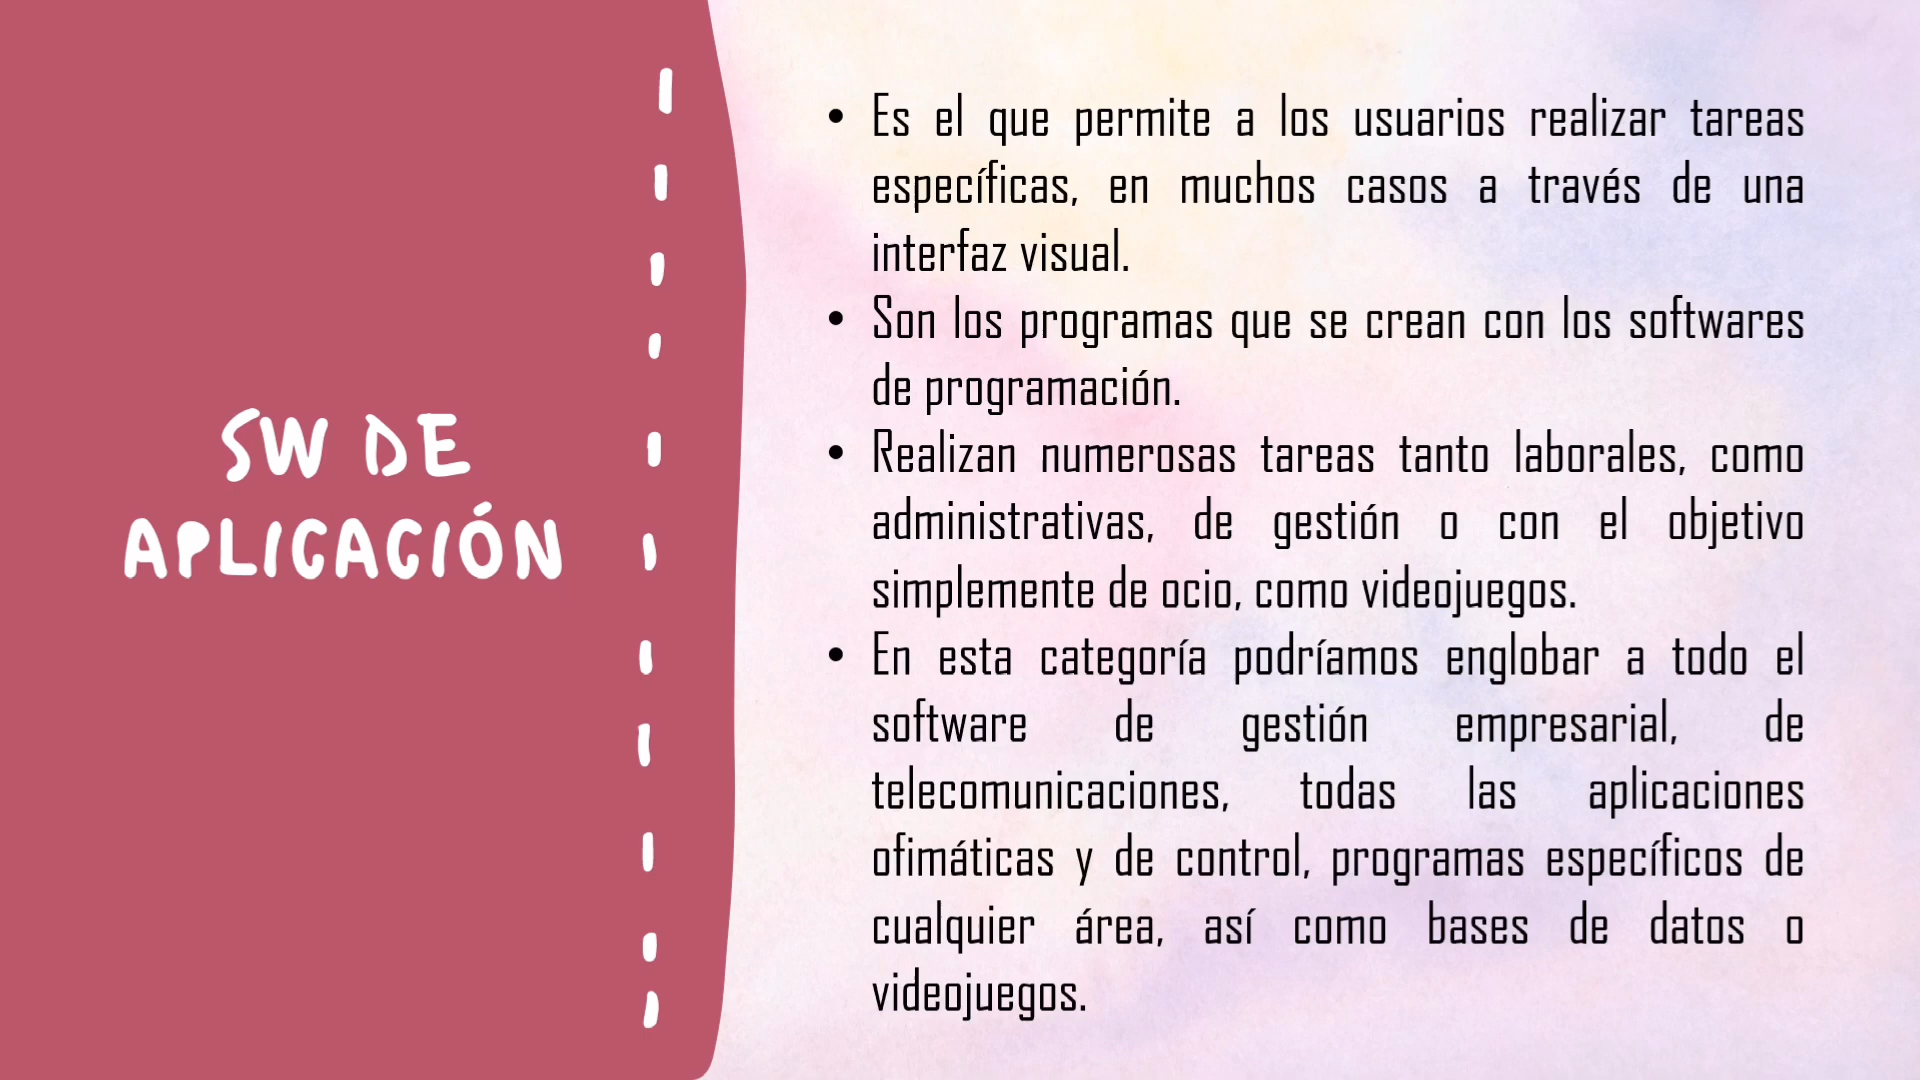 SW DE
APLICACIÓN
• Es el que permite a los usuarios realizar tareas
específicas, en muchos casos a través de una
interfaz visual.
• Son los programas que se crean con los softwares
de programación.
• Realizan numerosas tareas tanto laborales, como
administrativas, de gestión o con el objetivo
simplemente de ocio, como videojuegos.
• En esta categoría podríamos englobar a todo el
software de gestión empresarial, de
telecomunicaciones, todas las aplicaciones
ofimáticas y de control, programas específicos de
cualquier área, así como bases de datos o
videojuegos.